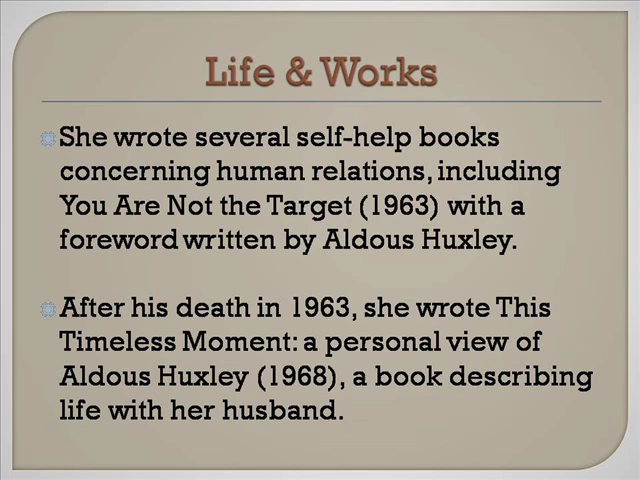 Life & Works
She wrote several self-help books
concerning human relations, including
You Are Not the Target (1963) with a
foreword written by Aldous Huxley.
After his death in 1963, she wrote This
Timeless Moment: a personal view of
Aldous Huxley (1968), a book describing
life with her husband.